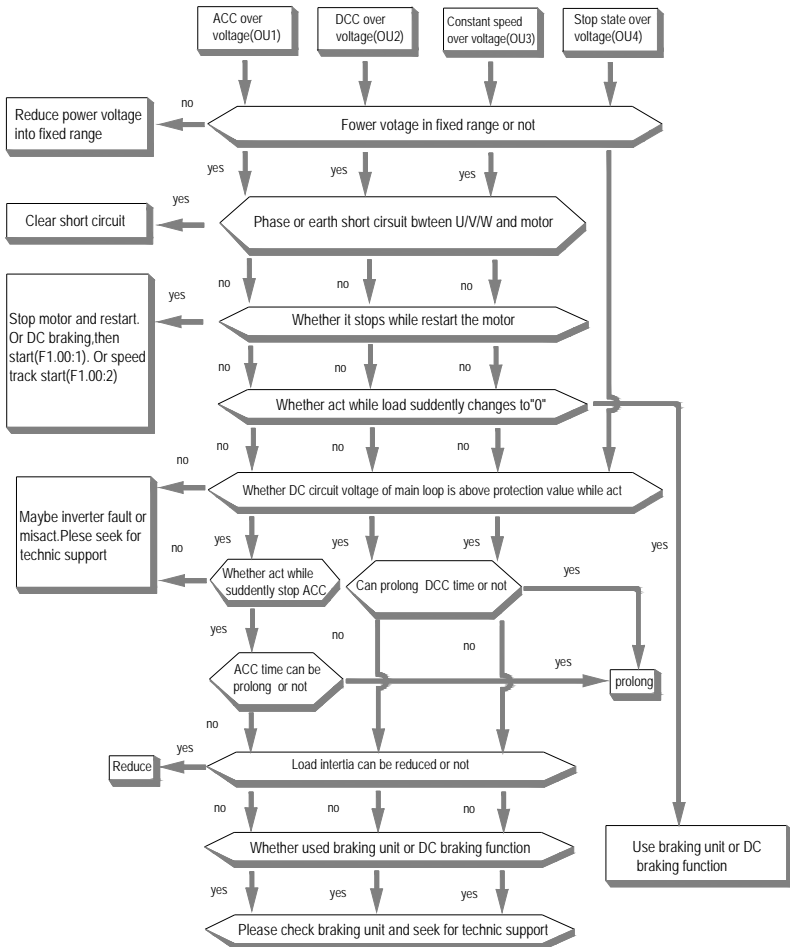 ACC over
voltage(OU1)
DCC over
voltage(OU2)
Constant speed
over voltage(OU3)
Stop state over
voltage(OU4)
no
Reduce power voltage
into fixed range
Fower votage in fixed range or not
yes
yes
yes
yes
Clear short circuit
Phase or earth short circuit bwteen U/V/W and motor
no
no
no
yes
Stop motor and restart.
Or DC braking,then
start(F1.00:1). Or speed
track start(F1.00:2)
Whether it stops while restart the motor
no
no
no
Whether act while load suddently changes to"0"
no
no
no
no
Whether DC circuit voltage of main loop is above protection value while act
Maybe inverter fault or
misact.Plese seek for
technic support
yes
yes
yes
yes
no
Whether act while
suddently stop ACC
Can prolong DCC time or not
yes
yes
no
no
ACC time can be
prolong or not
yes
prolong
no
yes
Reduce
Load intertia can be reduced or not
no
no
no
Whether used braking unit or DC braking function
Use braking unit or DC
braking function
yes
yes
yes
Please check braking unit and seek for technic support